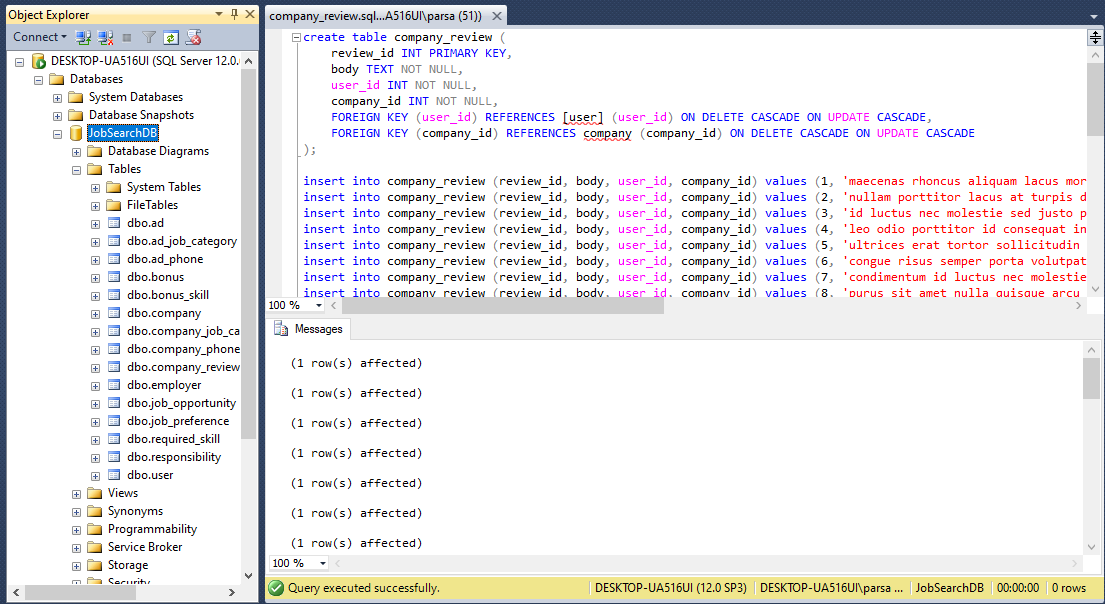 Object Explorer
Connect
DESKTOP-UA516UI (SQL Server 12.0.
Databases
System Databases
Database Snapshots
JobSearchDB
Database Diagrams
Tables
System Tables
FileTables
dbo.ad
dbo.ad_job_category
dbo.ad_phone
dbo.bonus
dbo.bonus_skill
dbo.company
dbo.company_job_ca
dbo.company_phone
dbo.company_review
dbo.employer
dbo.job_opportunity
dbo.job_preference
dbo.required_skill
dbo.responsibility
dbo.user
Views
Synonyms
Programmability
Service Broker
Storage
Security
company_review.sql...A516UI\parsa (51))
create table company_review (
review_id INT PRIMARY KEY,
body TEXT NOT NULL,
user_id INT NOT NULL,
company_id INT NOT NULL,
FOREIGN KEY (user_id) REFERENCES [user] (user_id) ON DELETE CASCADE ON UPDATE CASCADE,
FOREIGN KEY (company_id) REFERENCES company (company_id) ON DELETE CASCADE ON UPDATE CASCADE
);
insert into company_review (review_id, body, user_id, company_id) values (1, 'maecenas rhoncus aliquam lacus mor
insert into company_review (review_id, body, user_id, company_id) values (2, 'nullam porttitor lacus at turpis d
insert into company_review (review_id, body, user_id, company_id) values (3, 'id luctus nec molestie sed justo p
insert into company_review (review_id, body, user_id, company_id) values (4, 'leo odio porttitor id consequat in
insert into company_review (review_id, body, user_id, company_id) values (5, 'ultrices erat tortor sollicitudin
insert into company_review (review_id, body, user_id, company_id) values (6, 'congue risus semper porta volutpat
insert into company_review (review_id, body, user_id, company_id) values (7, 'condimentum id luctus nec molestie
insert into company_review (review_id, body, user_id, company_id) values (8, 'purus sit amet nulla quisque arcu
100 %
Messages
(1 row(s) affected)
(1 row(s) affected)
(1 row(s) affected)
(1 row(s) affected)
(1 row(s) affected)
(1 row(s) affected)
(1 row(s) affected)
100 %
Query executed successfully. DESKTOP-UA516UI (12.0 SP3) DESKTOP-UA516UI\parsa ... JobSearchDB 00:00:00 0 rows